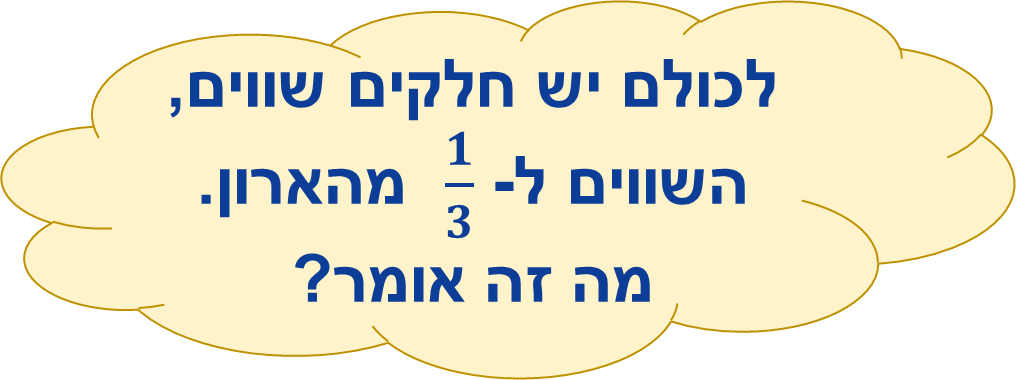 לכולם יש חלקים שווים,
השווים ל- 1/3 מהארון.
מה זה אומר?